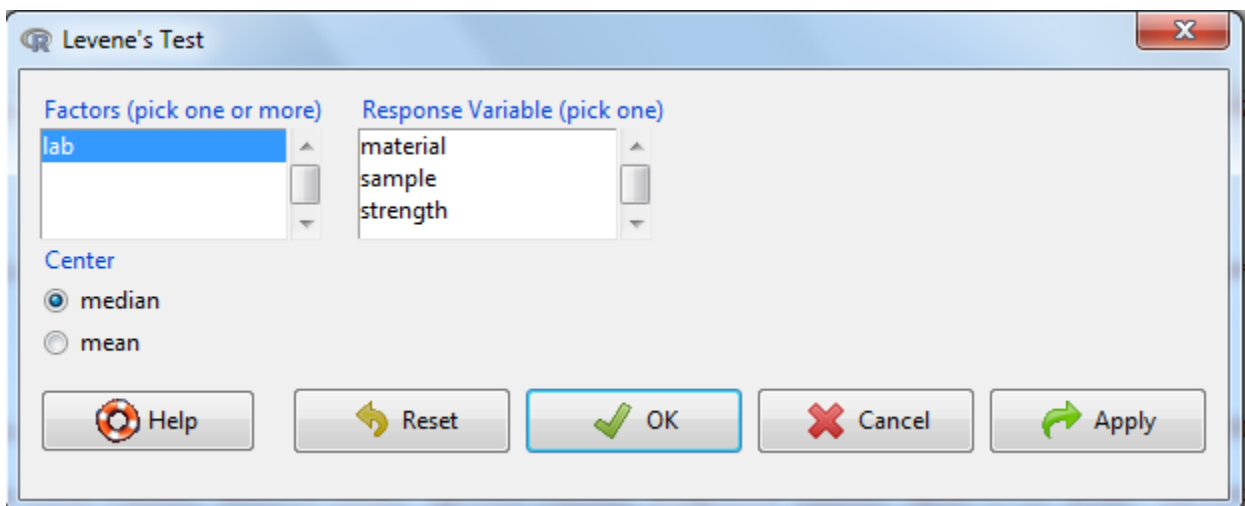 Levene's Test
Factors (pick one or more) Response Variable (pick one)
lab
material
sample
strength
Center
median
mean
Help Reset OK Cancel Apply